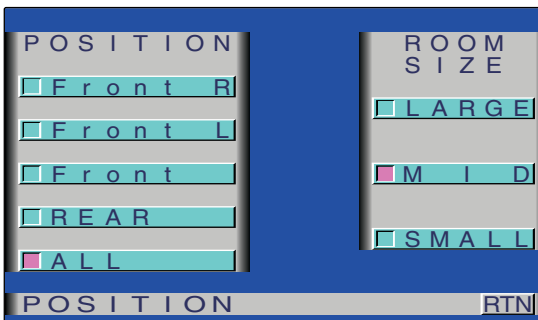 POSITION
Front R
Front L
Front
REAR
ALL
ROOM
SIZE
LARGE
MID
SMALL
POSITION
RTN